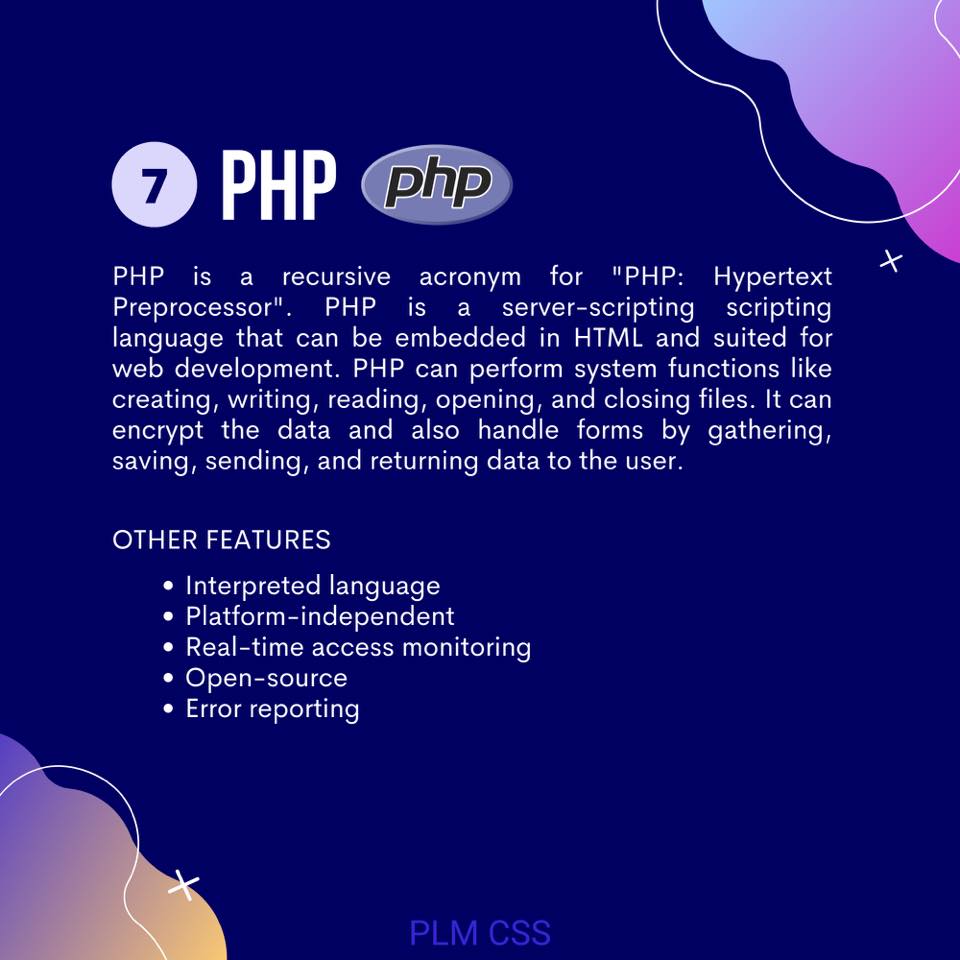 7 PHP php
PHP is a recursive acronym for "PHP: Hypertext
Preprocessor". PHP is a server-scripting scripting
language that can be embedded in HTML and suited for
web development. PHP can perform system functions like
creating, writing, reading, opening, and closing files. It can
encrypt the data and also handle forms by gathering,
saving, sending, and returning data to the user.
OTHER FEATURES
• Interpreted language
• Platform-independent
• Real-time access monitoring
• Open-source
• Error reporting
PLM CSS